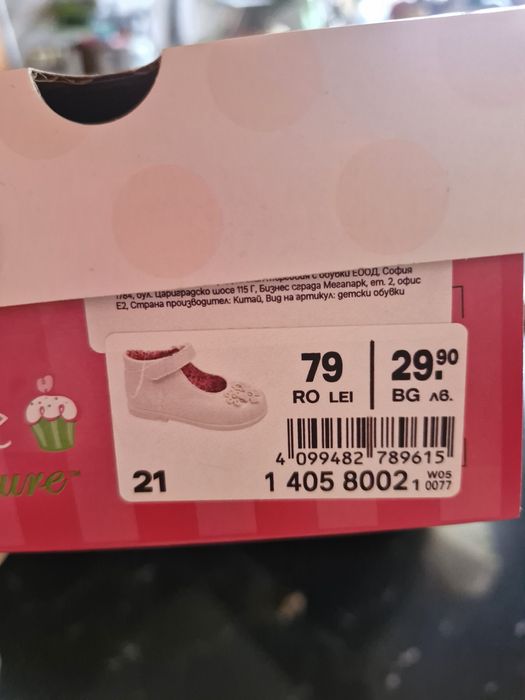 обувки ЕООД, София
1784, бул. Цариградско шосе 115 Г, Бизнес сграда Мегапарк, ет. 2, офис
Е2, Страна производител: Китай, Вид на артикул: детски обувки
79
RO LEI
29.90
BG лв.
4 099482 789615
21
1 405 8002 1
W05
0077